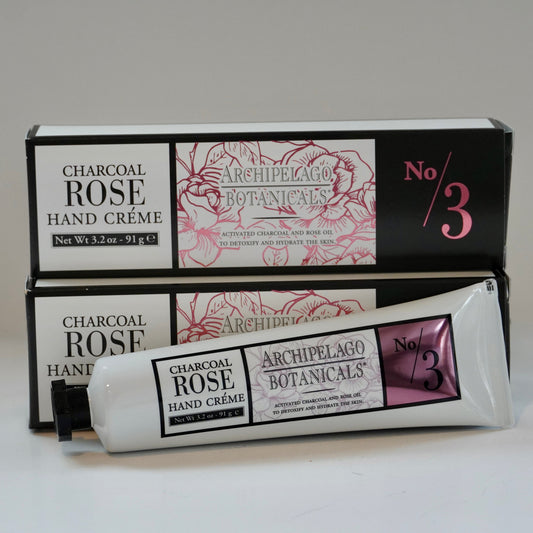 CHARCOAL
ROSE
HAND CRÉME
Net Wt 3.2 oz - 91 g ℮
ARCHIPELAGO
BOTANICALS®
ACTIVATED CHARCOAL AND ROSE OIL
TO DETOXIFY AND HYDRATE THE SKIN.
No/3
CHARCOAL
ROSE
HAND CRÉME
ARCHIPELAGO
CHARCOAL
ROSE
HAND CRÉME
Net Wt 3.2 oz - 91 g ℮
ARCHIPELAGO
BOTANICALS®
ACTIVATED CHARCOAL AND ROSE OIL
TO DETOXIFY AND HYDRATE THE SKIN.
No/3